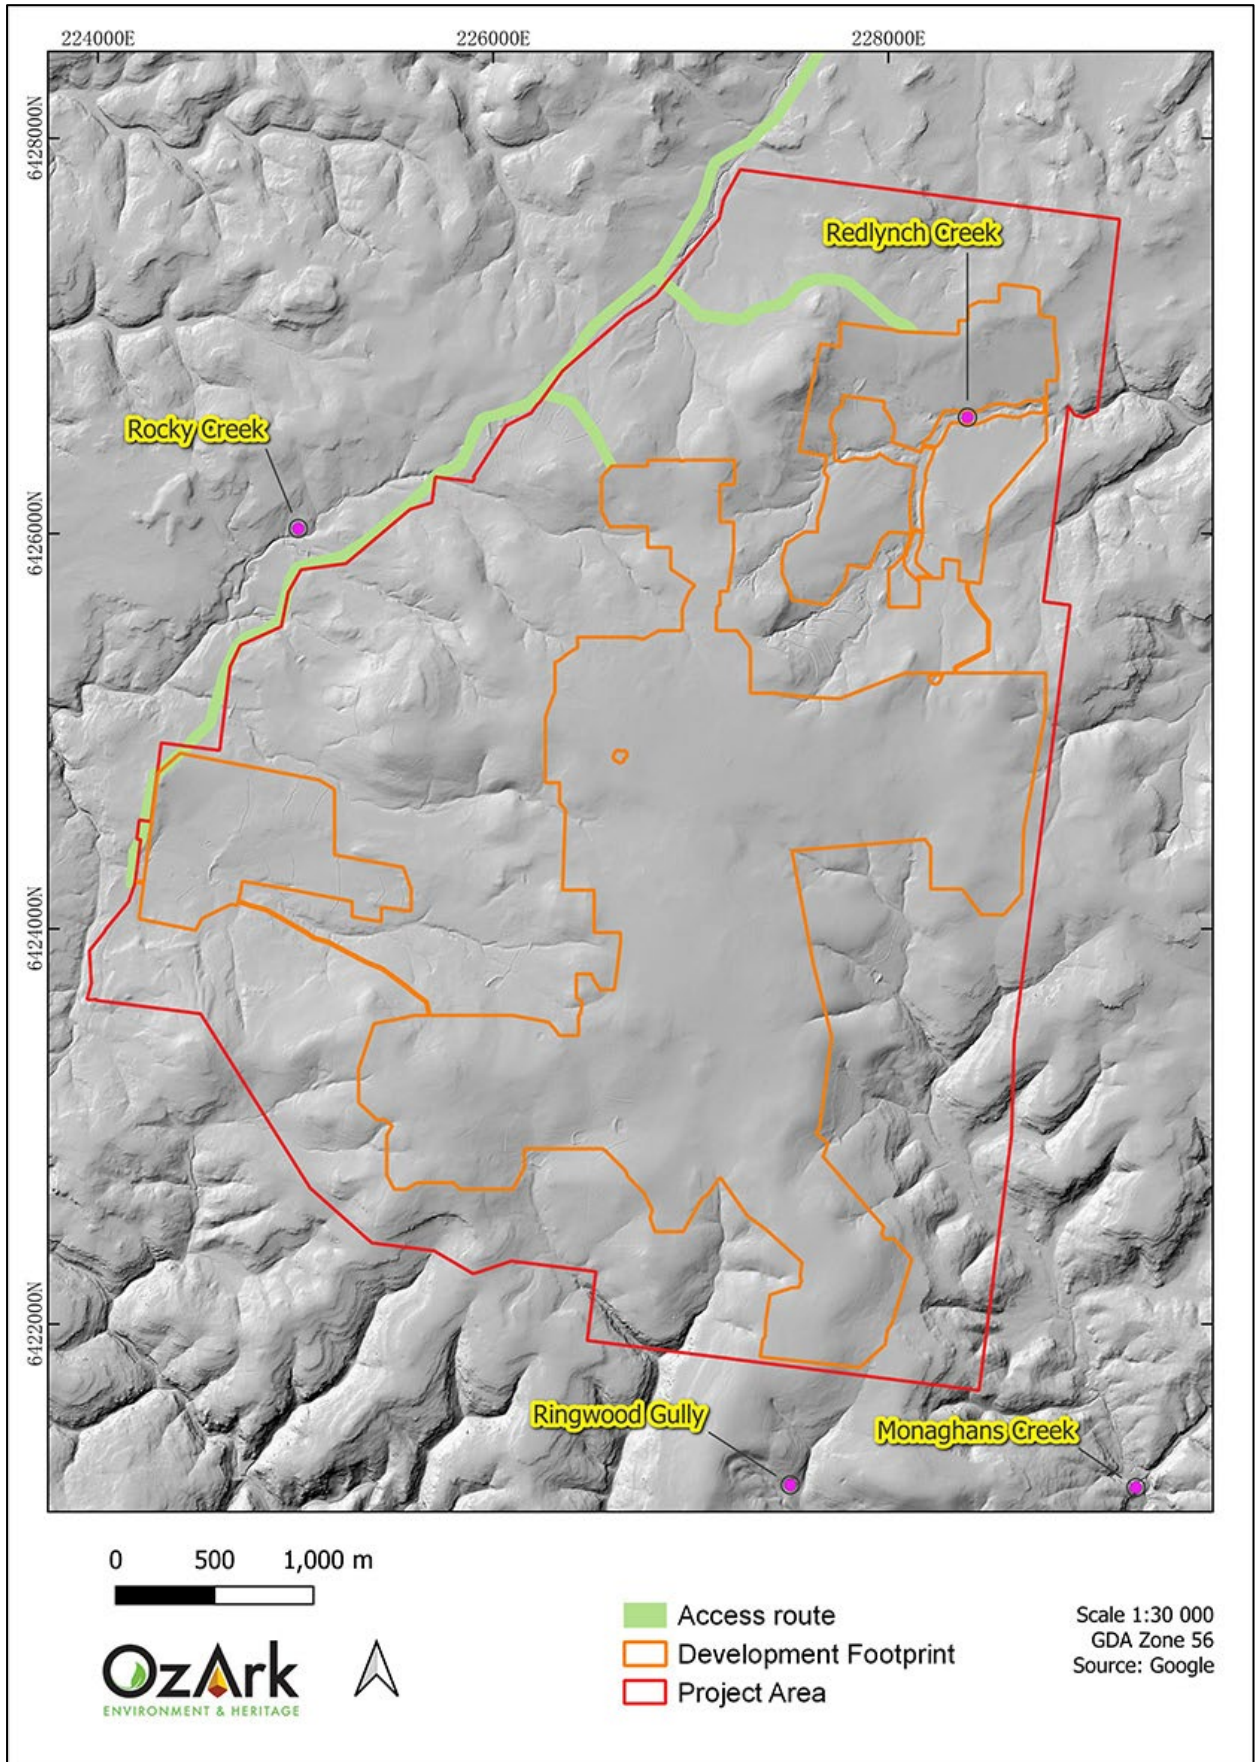 224000E
226000E
228000E
6428000N
Redlynch Creek
Rocky Creek
6426000N
6424000N
6422000N
Ringwood Gully
Monaghans Creek
0 500 1,000 m
OzArk
ENVIRONMENT & HERITAGE
Access route
Development Footprint
Project Area
Scale 1:30 000
GDA Zone 56
Source: Google